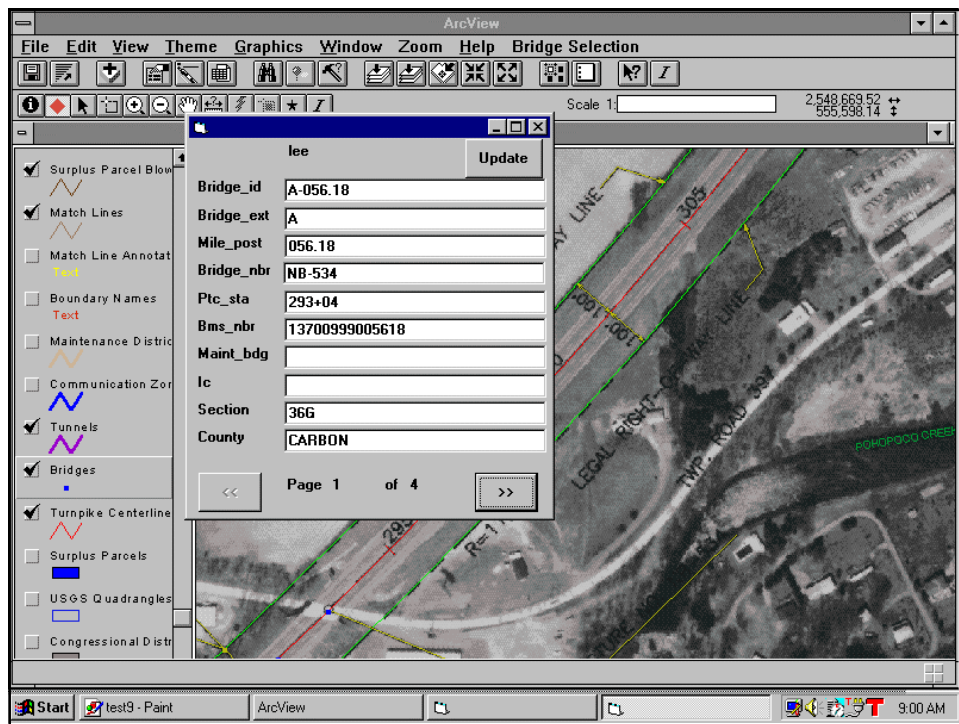 ArcView
File Edit View Theme Graphics Window Zoom Help Bridge Selection
Scale 1:
2,548,669.52
555,598.14
lee
Update
Bridge_id A-056.18
Bridge_ext A
Mile_post 056.18
Bridge_nbr NB-534
Ptc_sta 293+04
Bms_nbr 13700999005618
Maint_bdg
Ic
Section 36G
County CARBON
<<
Page 1 of 4
>>
Surplus Parcel Blow
Match Lines
Match Line Annotat
Text
Boundary Names
Text
Maintenance Distric
Communication Zor
Tunnels
Bridges
Turnpike Centerline
Surplus Parcels
USGS Quadrangles
Congressional Distr
LINE
305
100'
100'
LEGAL RIGHT-OF-WAY LINE
TWP. ROAD 397
POHOPOCO CREEK
295
Start
test9 - Paint
ArcView
9:00 AM